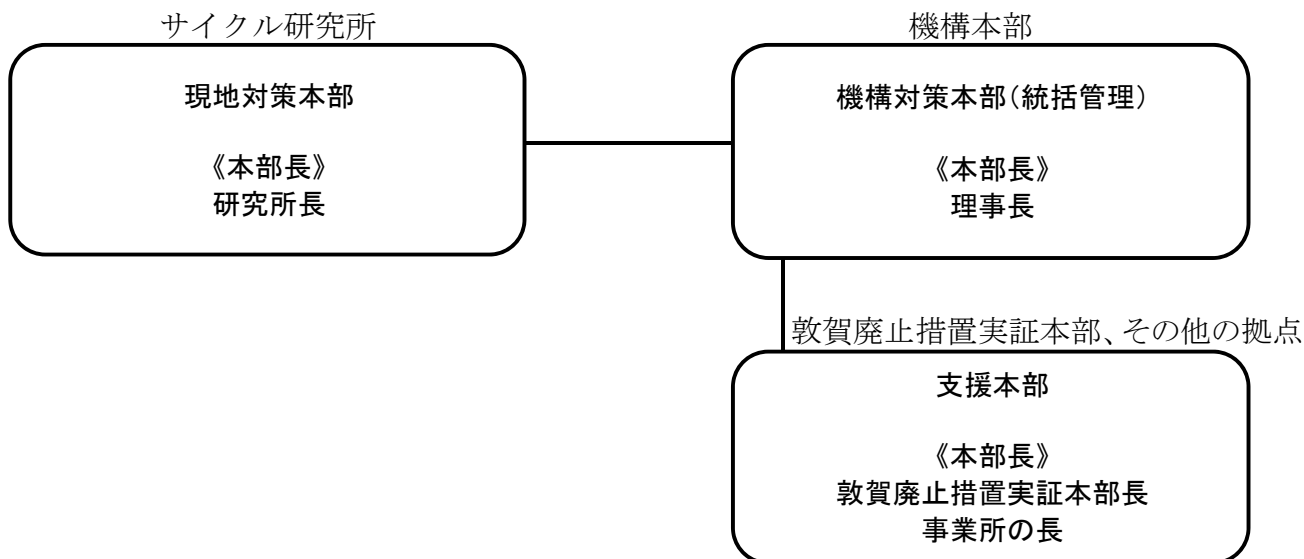 サイクル研究所
現地対策本部
《本部長》
研究所長
機構本部
機構対策本部(統括管理)
《本部長》
理事長
敦賀廃止措置実証本部、その他の拠点
支援本部
《本部長》
敦賀廃止措置実証本部長
事業所の長